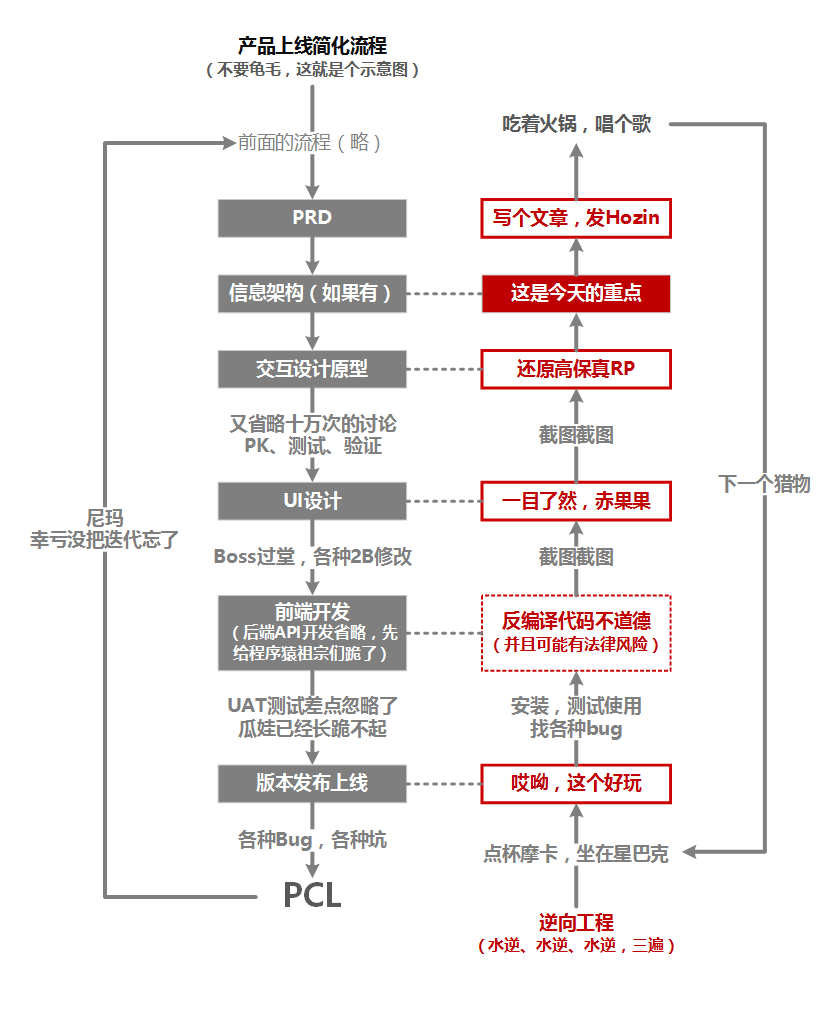 产品上线简化流程
（不要龟毛，这就是个示意图）
前面的流程（略）
PRD
信息架构（如果有）
交互设计原型
又省略十万次的讨论
PK、测试、验证
UI设计
Boss过堂，各种2B修改
前端开发
（后端API开发省略，先
给程序猿祖宗们跪了）
UAT测试差点忽略了
瓜娃已经长跪不起
版本发布上线
各种Bug，各种坑
PCL
尼玛
幸亏没把迭代忘了
吃着火锅，唱个歌
写个文章，发Hozin
这是今天的重点
还原高保真RP
截图截图
一目了然，赤果果
截图截图
反编译代码不道德
（并且可能有法律风险）
安装，测试使用
找各种bug
哎呦，这个好玩
点杯摩卡，坐在星巴克
逆向工程
（水逆、水逆、水逆，三遍）
下一个猎物